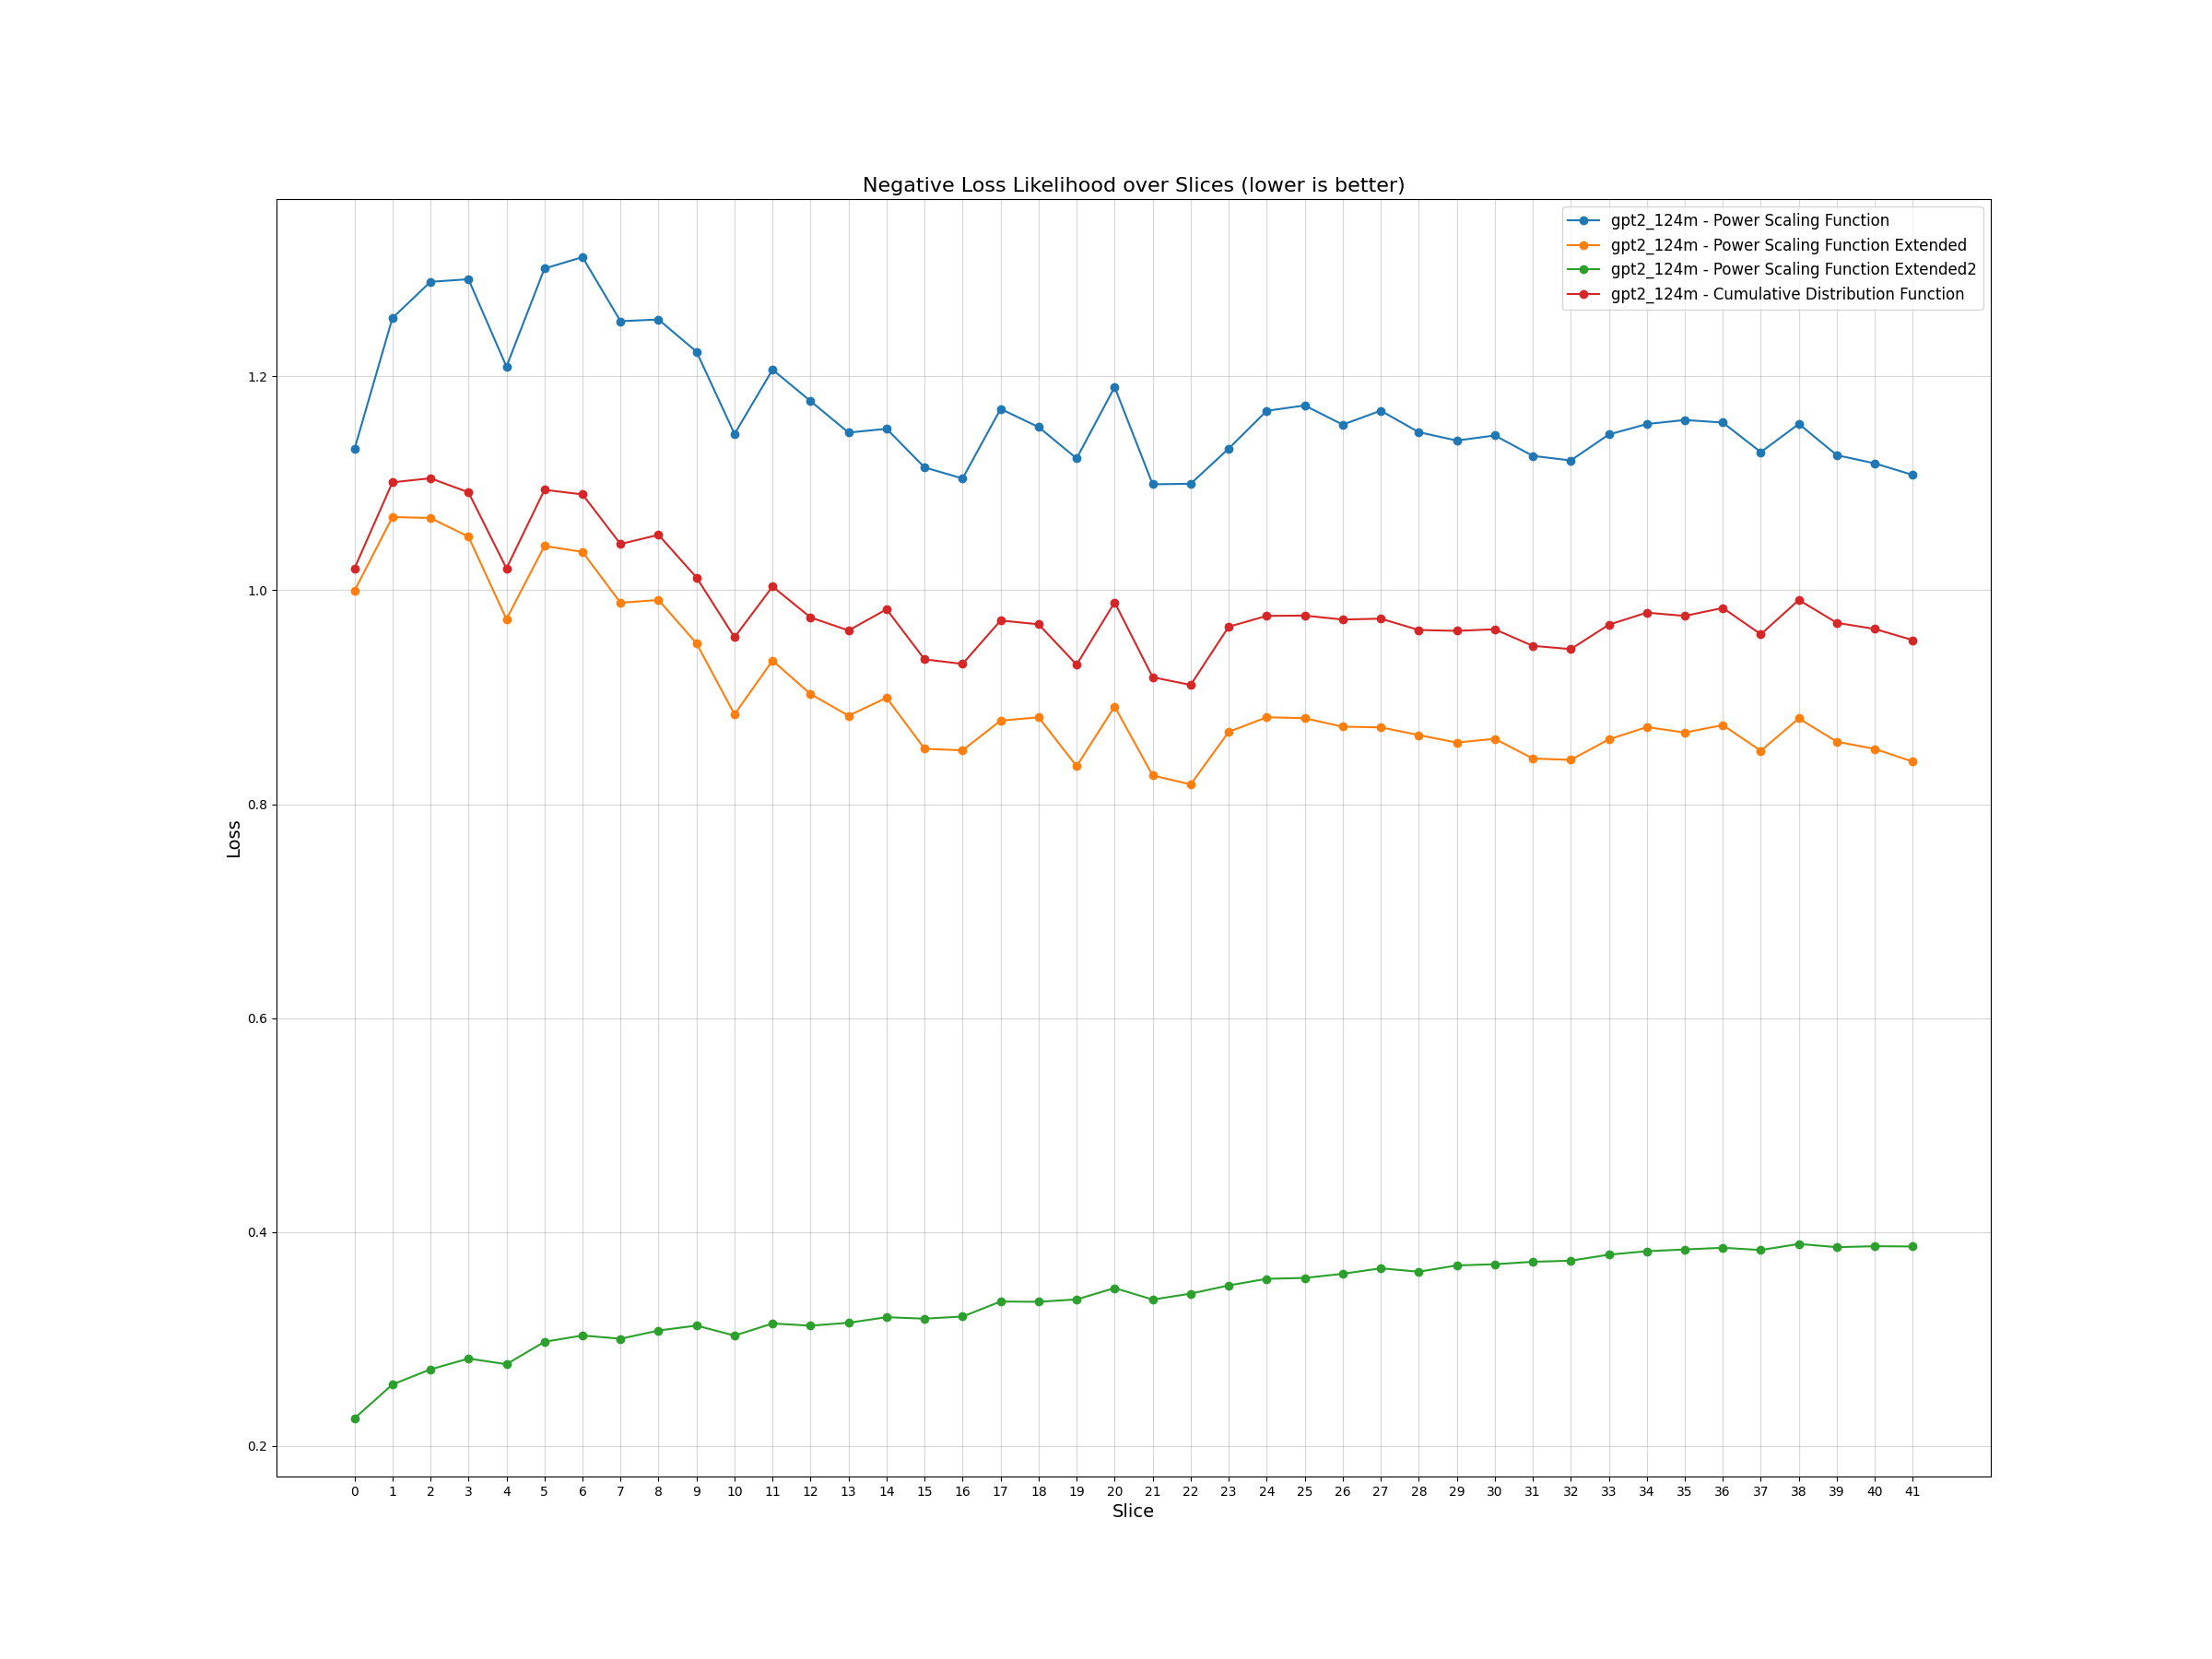 Negative Loss Likelihood over Slices (lower is better)
gpt2_124m - Power Scaling Function
gpt2_124m - Power Scaling Function Extended
gpt2_124m - Power Scaling Function Extended2
gpt2_124m - Cumulative Distribution Function
1.2
1.0
0.8
0.6
0.4
0.2
Loss
0 1 2 3 4 5 6 7 8 9 10 11 12 13 14 15 16 17 18 19 20 21 22 23 24 25 26 27 28 29 30 31 32 33 34 35 36 37 38 39 40 41
Slice